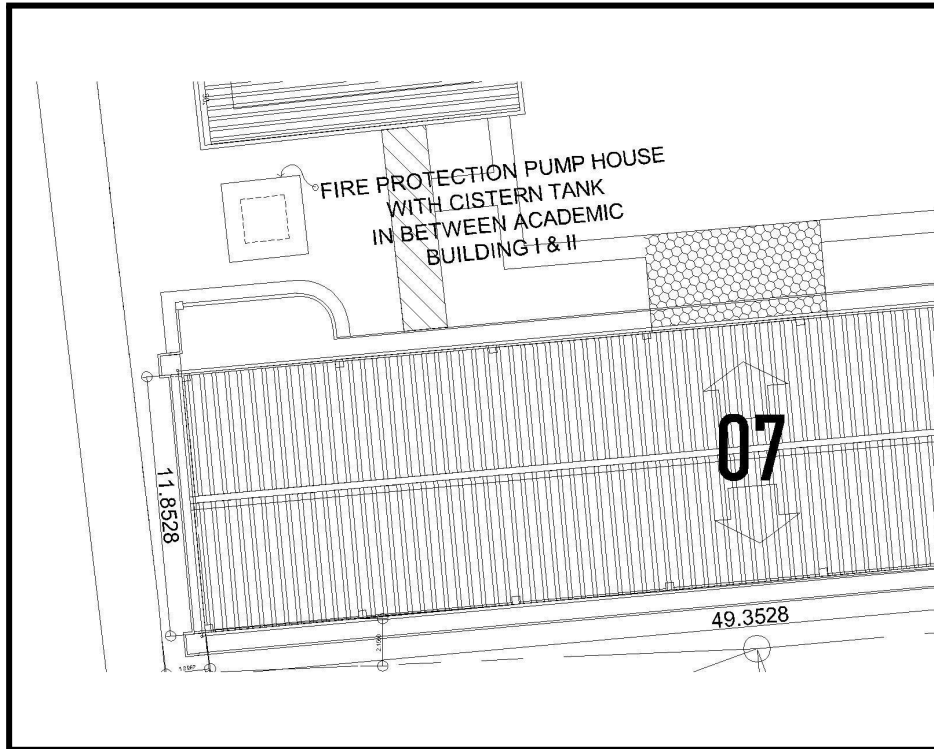 FIRE PROTECTION PUMP HOUSE
WITH CISTERN TANK
IN BETWEEN ACADEMIC
BUILDING I & II
07
11.8528
49.3528